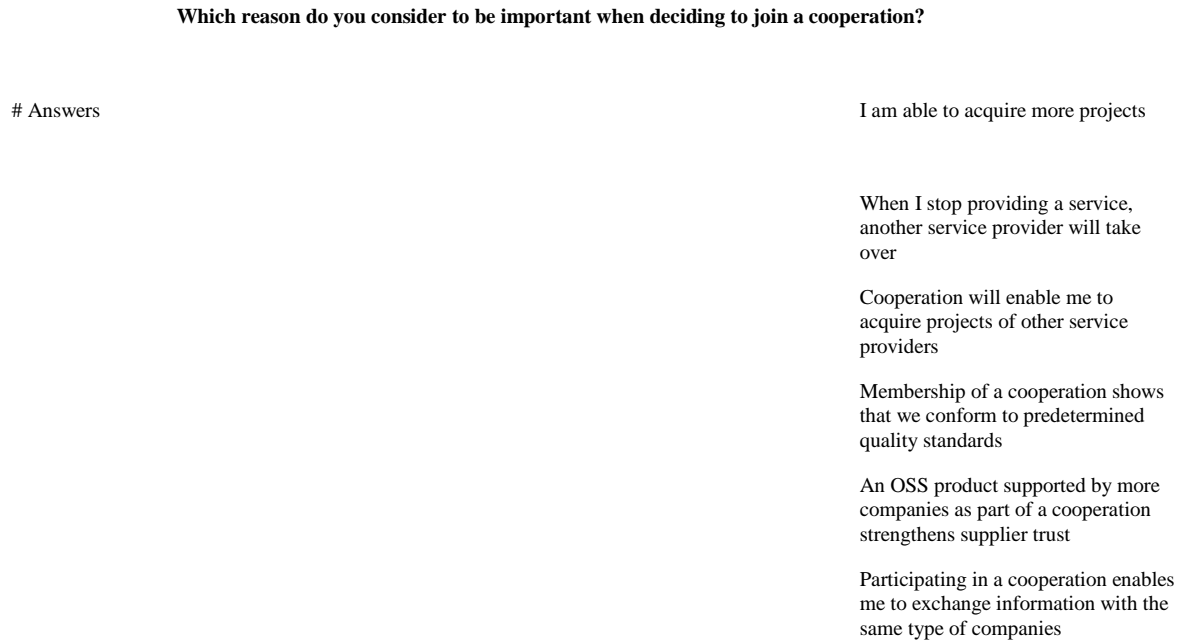 Which reason do you consider to be important when deciding to join a cooperation?
# Answers
I am able to acquire more projects
When I stop providing a service,
another service provider will take
over
Cooperation will enable me to
acquire projects of other service
providers
Membership of a cooperation shows
that we conform to predetermined
quality standards
An OSS product supported by more
companies as part of a cooperation
strengthens supplier trust
Participating in a cooperation enables
me to exchange information with the
same type of companies